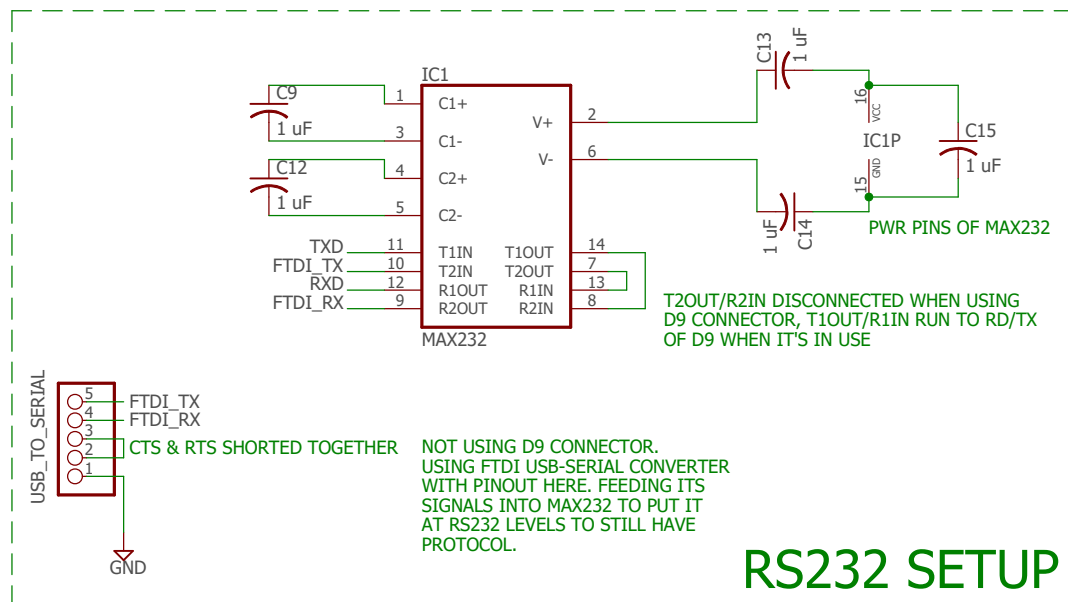 IC1
C9
1 uF
C12
1 uF
1
3
4
5
11
10
12
9
TXD
FTDI_TX
RXD
FTDI_RX
C1+
C1-
C2+
C2-
T1IN
T2IN
R1OUT
R2OUT
V+
V-
T1OUT
T2OUT
R1IN
R2IN
2
6
14
7
13
8
MAX232
C13
1 uF
16
VCC
IC1P
GND
15
C15
1 uF
1 uF
C14
PWR PINS OF MAX232
T2OUT/R2IN DISCONNECTED WHEN USING
D9 CONNECTOR, T1OUT/R1IN RUN TO RD/TX
OF D9 WHEN IT'S IN USE
USB_TO_SERIAL
5
4
3
2
1
FTDI_TX
FTDI_RX
CTS & RTS SHORTED TOGETHER
GND
NOT USING D9 CONNECTOR.
USING FTDI USB-SERIAL CONVERTER
WITH PINOUT HERE. FEEDING ITS
SIGNALS INTO MAX232 TO PUT IT
AT RS232 LEVELS TO STILL HAVE
PROTOCOL.
RS232 SETUP